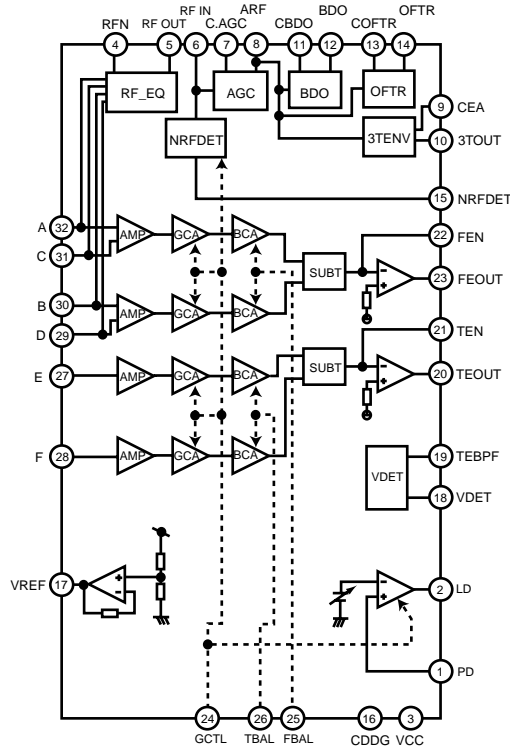 RFN RF OUT RF IN C.AGC ARF CBDO BDO COFTR OFTR
4 5 6 7 8 11 12 13 14
RF_EQ AGC BDO OFTR
9 CEA
NRFDET 3TENV
10 3TOUT
15 NRFDET
A 32 AMP GCA BCA
22 FEN
C 31
SUBT
23 FEOUT
B 30
D 29 AMP GCA BCA
21 TEN
E 27 AMP GCA BCA SUBT
20 TEOUT
F 28 AMP GCA BCA
19 TEBPF
VDET
18 VDET
VREF 17
2 LD
1 PD
24 26 25 16 3
GCTL TBAL FBAL CDDG VCC